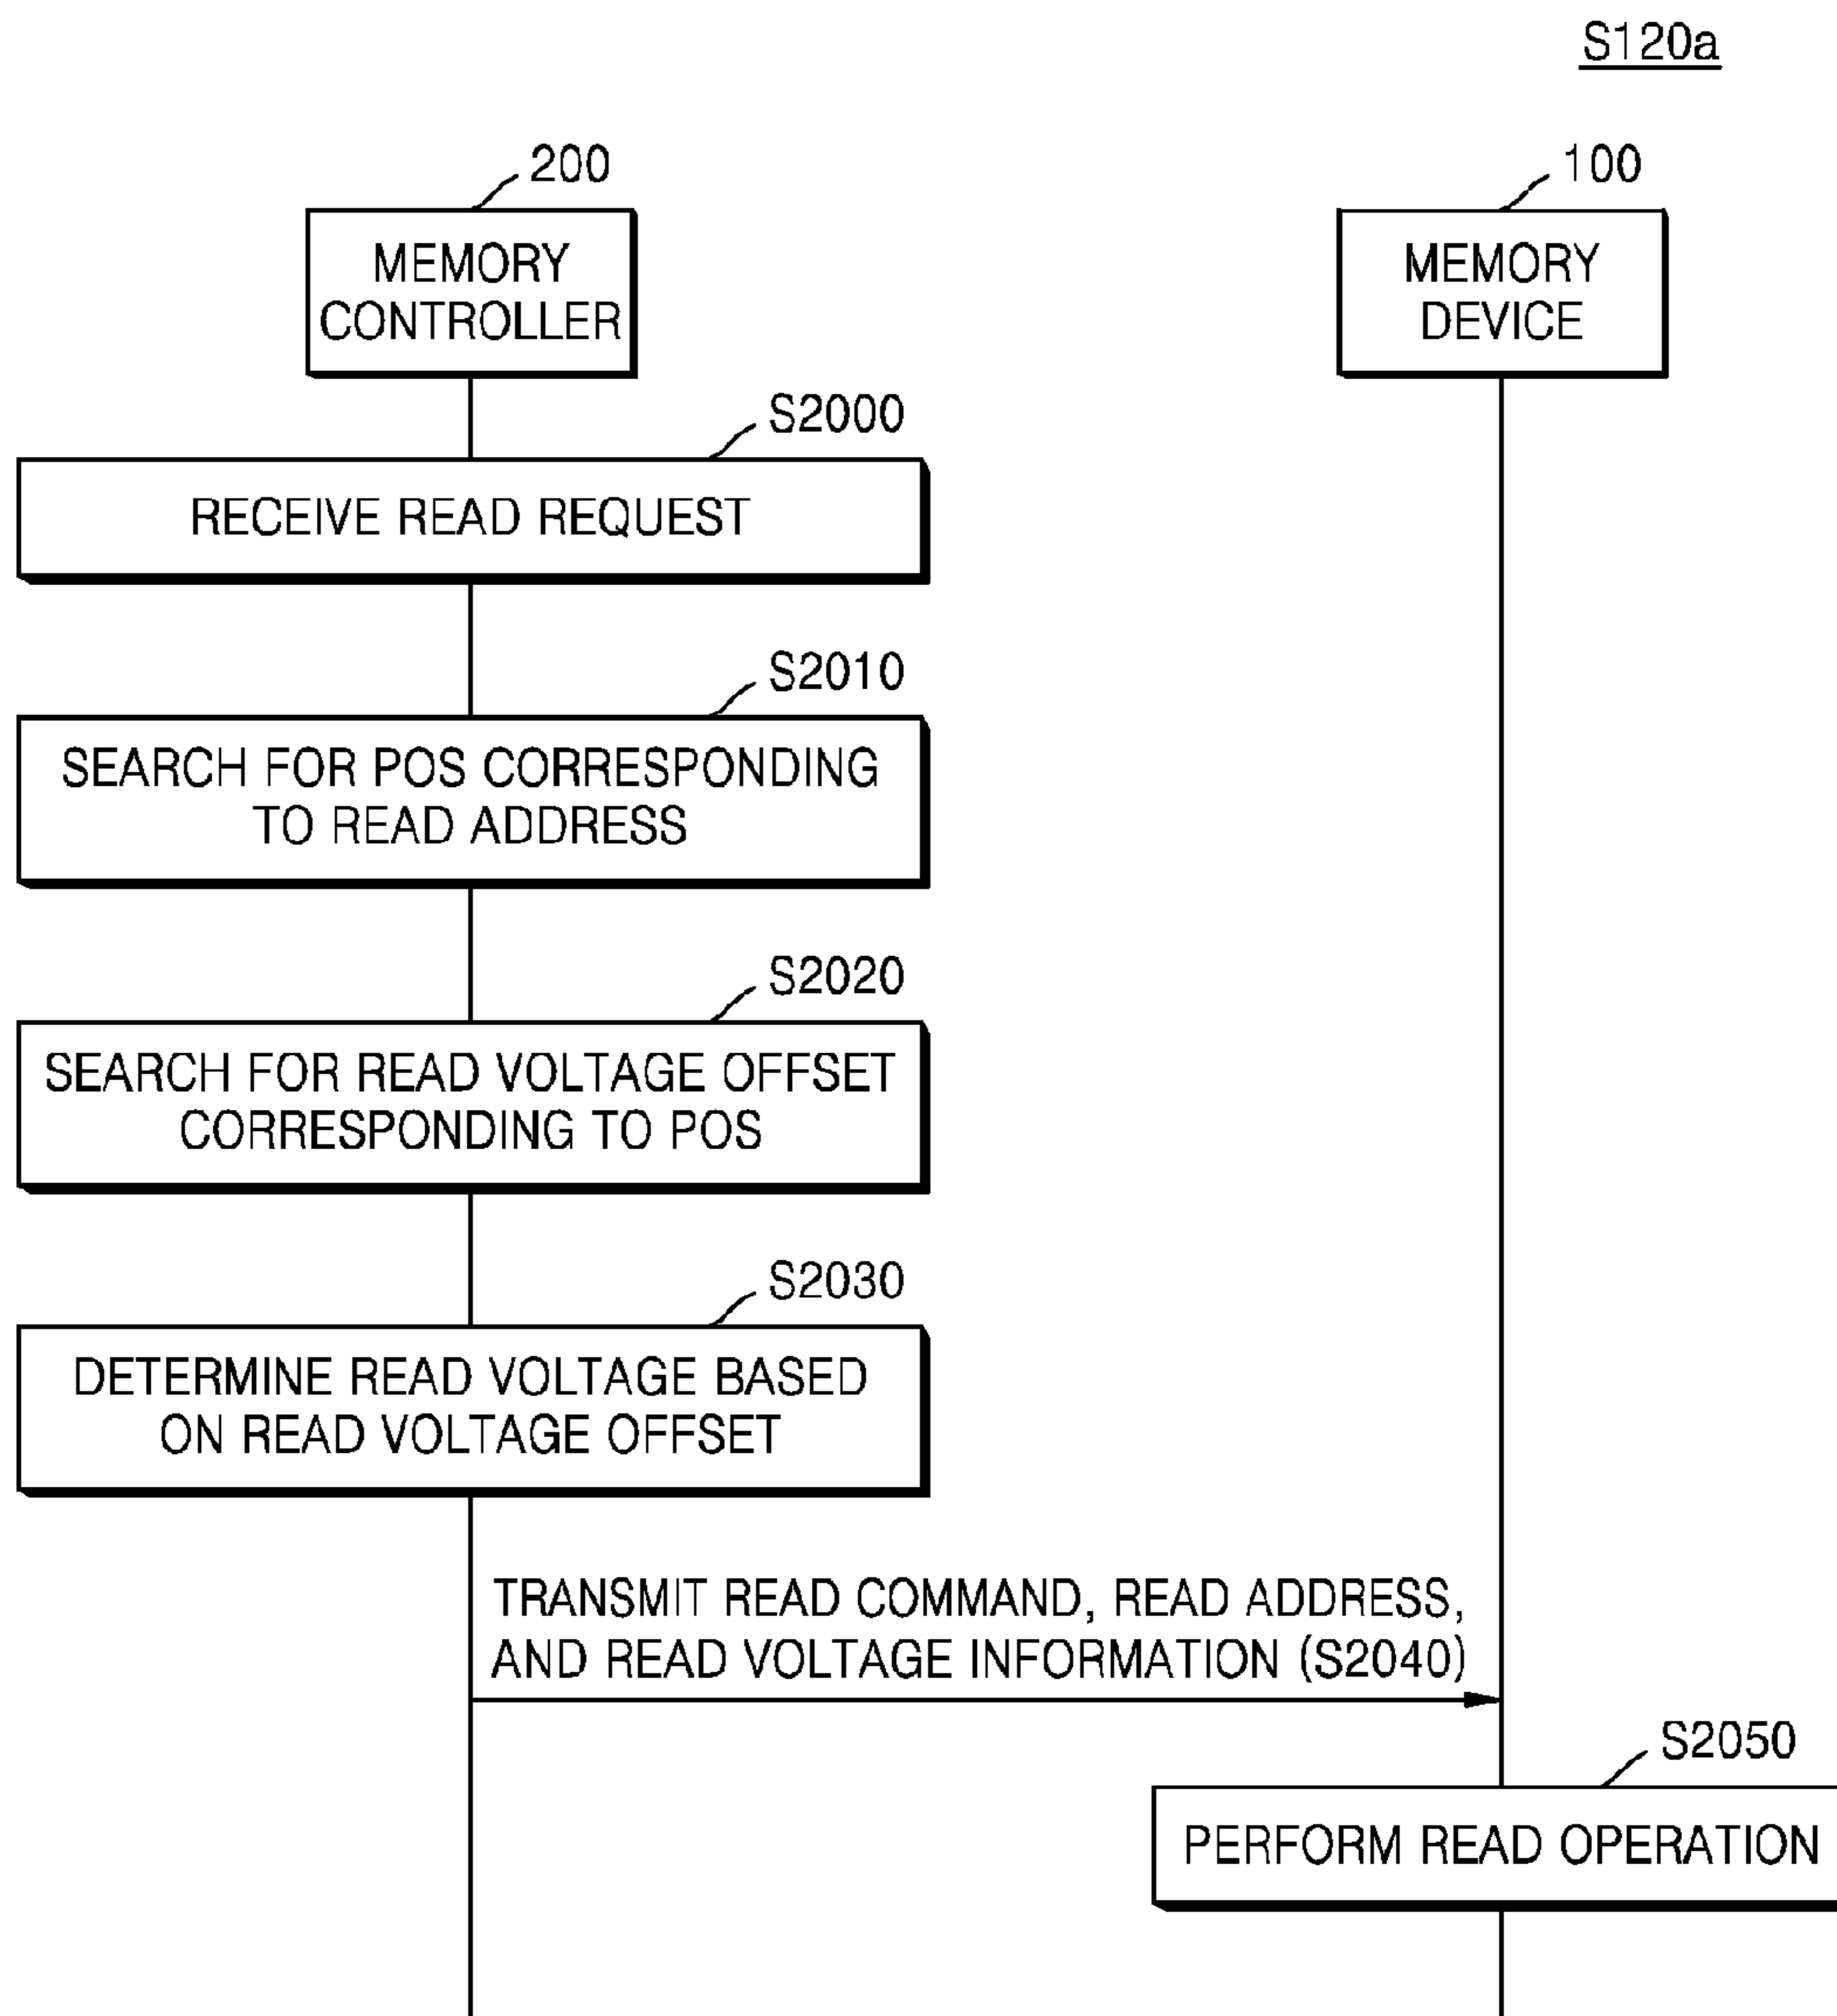 S120a
200
100
MEMORY
CONTROLLER
MEMORY
DEVICE
S2000
RECEIVE READ REQUEST
S2010
SEARCH FOR POS CORRESPONDING
TO READ ADDRESS
S2020
SEARCH FOR READ VOLTAGE OFFSET
CORRESPONDING TO POS
S2030
DETERMINE READ VOLTAGE BASED
ON READ VOLTAGE OFFSET
TRANSMIT READ COMMAND, READ ADDRESS,
AND READ VOLTAGE INFORMATION (S2040)
S2050
PERFORM READ OPERATION